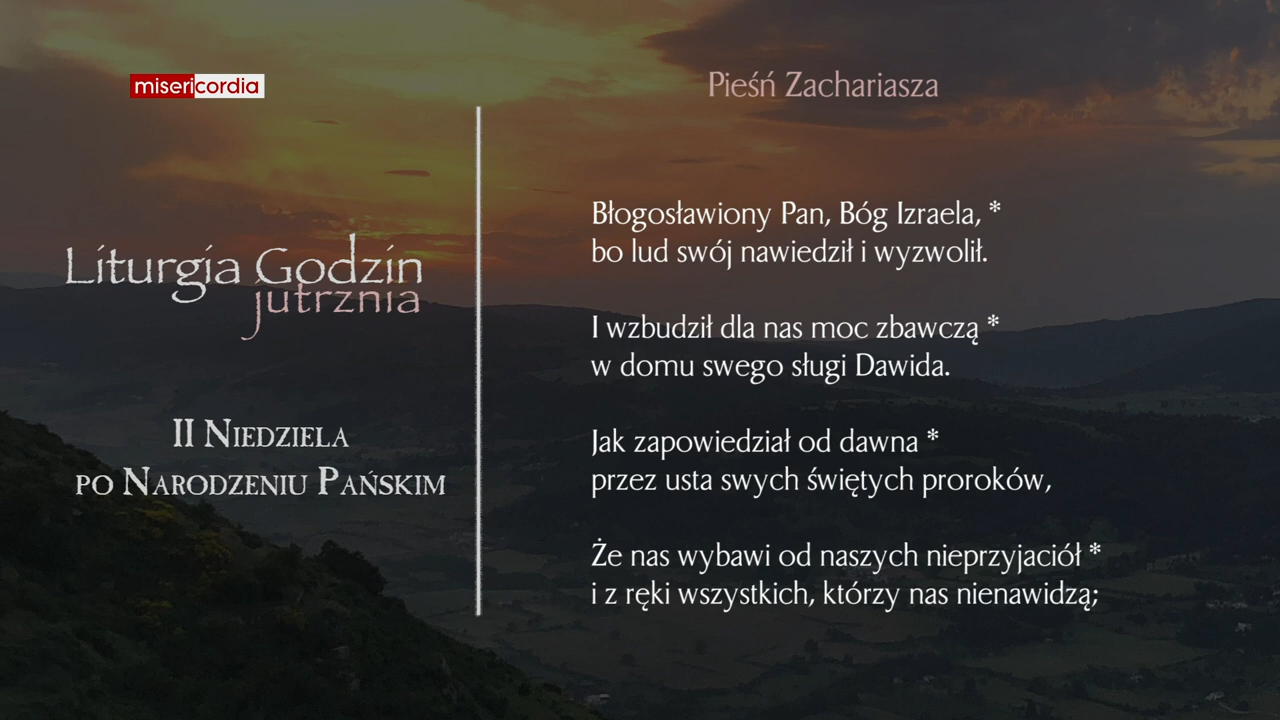 misericordia
Liturgia Godzin
jutrznia
II Niedziela
po Narodzeniu Pańskim
Pieśń Zachariasza
Błogosławiony Pan, Bóg Izraela, *
bo lud swój nawiedził i wyzwolił.
I wzbudził dla nas moc zbawczą *
w domu swego sługi Dawida.
Jak zapowiedział od dawna *
przez usta swych świętych proroków,
Że nas wybawi od naszych nieprzyjaciół *
i z ręki wszystkich, którzy nas nienawidzą;